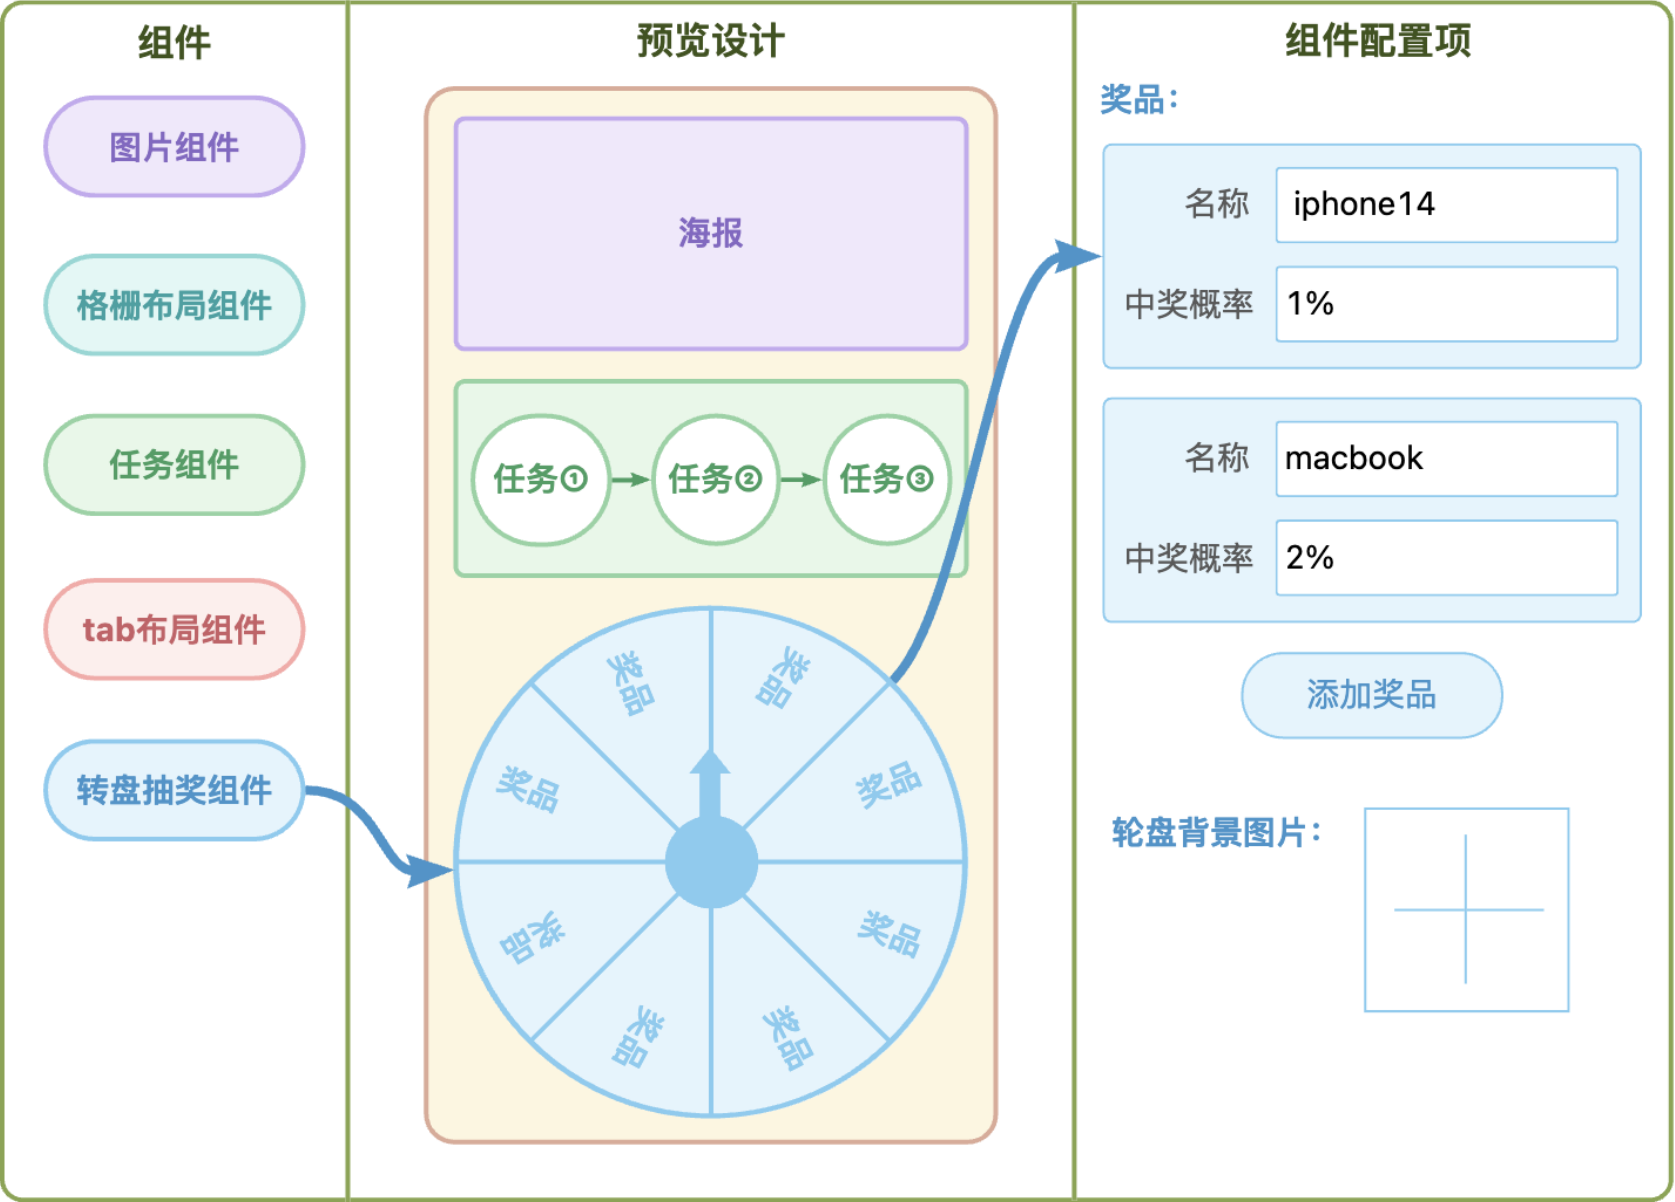 组件
图片组件
格栅布局组件
任务组件
tab布局组件
转盘抽奖组件
预览设计
海报
任务①
任务②
任务③
奖品
奖品
奖品
奖品
奖品
奖品
奖品
奖品
组件配置项
奖品：
名称 iphone14
中奖概率 1%
名称 macbook
中奖概率 2%
添加奖品
轮盘背景图片：